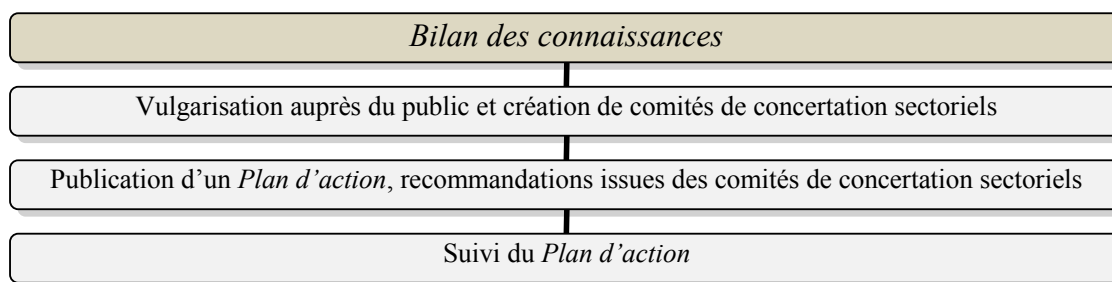 Bilan des connaissances
Vulgarisation auprès du public et création de comités de concertation sectoriels
Publication d’un Plan d’action, recommandations issues des comités de concertation sectoriels
Suivi du Plan d’action